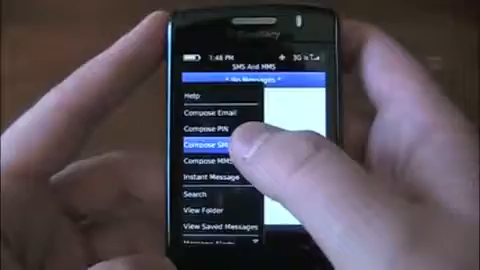 BlackBerry
1:48 PM
3G
SMS And MMS
* No Messages *
Help
Compose Email
Compose PIN
Compose SM
Compose MMS
Instant Message
Search
View Folder
View Saved Messages